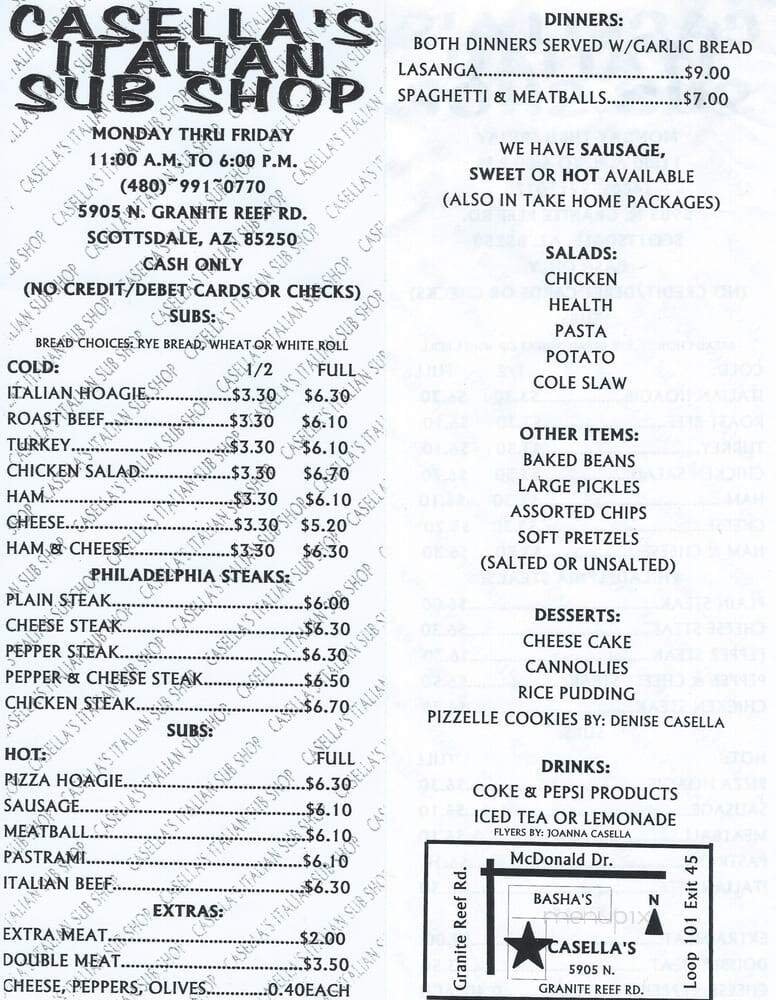 CASELLA'S
ITALIAN
SUB SHOP
MONDAY THRU FRIDAY
11:00 A.M. TO 6:00 P.M.
(480)~991~0770
5905 N. GRANITE REEF RD.
SCOTTSDALE, AZ. 85250
CASH ONLY
(NO CREDIT/DEBET CARDS OR CHECKS)
SUBS:
BREAD CHOICES: RYE BREAD, WHEAT OR WHITE ROLL
COLD: 1/2 FULL
ITALIAN HOAGIE...............$3.30 $6.30
ROAST BEEF......................$3.30 $6.10
TURKEY............................$3.30 $6.10
CHICKEN SALAD...............$3.30 $6.70
HAM.................................$3.30 $6.10
CHEESE..............................$3.30 $5.20
HAM & CHEESE.................$3.30 $6.30
PHILADELPHIA STEAKS:
PLAIN STEAK.................................$6.00
CHEESE STEAK...............................$6.30
PEPPER STEAK................................$6.30
PEPPER & CHEESE STEAK.................$6.50
CHICKEN STEAK.............................$6.70
SUBS:
HOT: FULL
PIZZA HOAGIE...............................$6.30
SAUSAGE.......................................$6.10
MEATBALL.....................................$6.10
PASTRAMI.....................................$6.10
ITALIAN BEEF.................................$6.30
EXTRAS:
EXTRA MEAT.................................$2.00
DOUBLE MEAT..............................$3.50
CHEESE, PEPPERS, OLIVES..........0.40EACH
DINNERS:
BOTH DINNERS SERVED W/GARLIC BREAD
LASANGA....................................$9.00
SPAGHETTI & MEATBALLS.............$7.00
WE HAVE SAUSAGE,
SWEET OR HOT AVAILABLE
(ALSO IN TAKE HOME PACKAGES)
SALADS:
CHICKEN
HEALTH
PASTA
POTATO
COLE SLAW
OTHER ITEMS:
BAKED BEANS
LARGE PICKLES
ASSORTED CHIPS
SOFT PRETZELS
(SALTED OR UNSALTED)
DESSERTS:
CHEESE CAKE
CANNOLLIES
RICE PUDDING
PIZZELLE COOKIES BY: DENISE CASELLA
DRINKS:
COKE & PEPSI PRODUCTS
ICED TEA OR LEMONADE
FLYERS BY: JOANNA CASELLA
McDonald Dr.
Granite Reef Rd.
BASHA'S
N
CASELLA'S
5905 N.
GRANITE REEF RD.
Loop 101 Exit 45